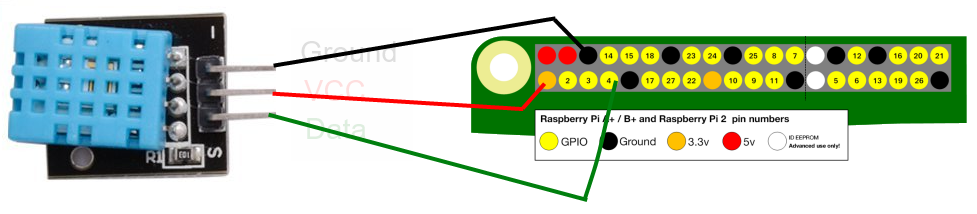 Ground
VCC
Data
R1
103
S
14 15 18 23 24 25 8 7 12 16 20 21
2 3 4 17 27 22 10 9 11 5 6 13 19 26
Raspberry Pi A+ / B+ and Raspberry Pi 2 pin numbers
GPIO Ground 3.3v 5v ID EEPROM
Advanced use only!